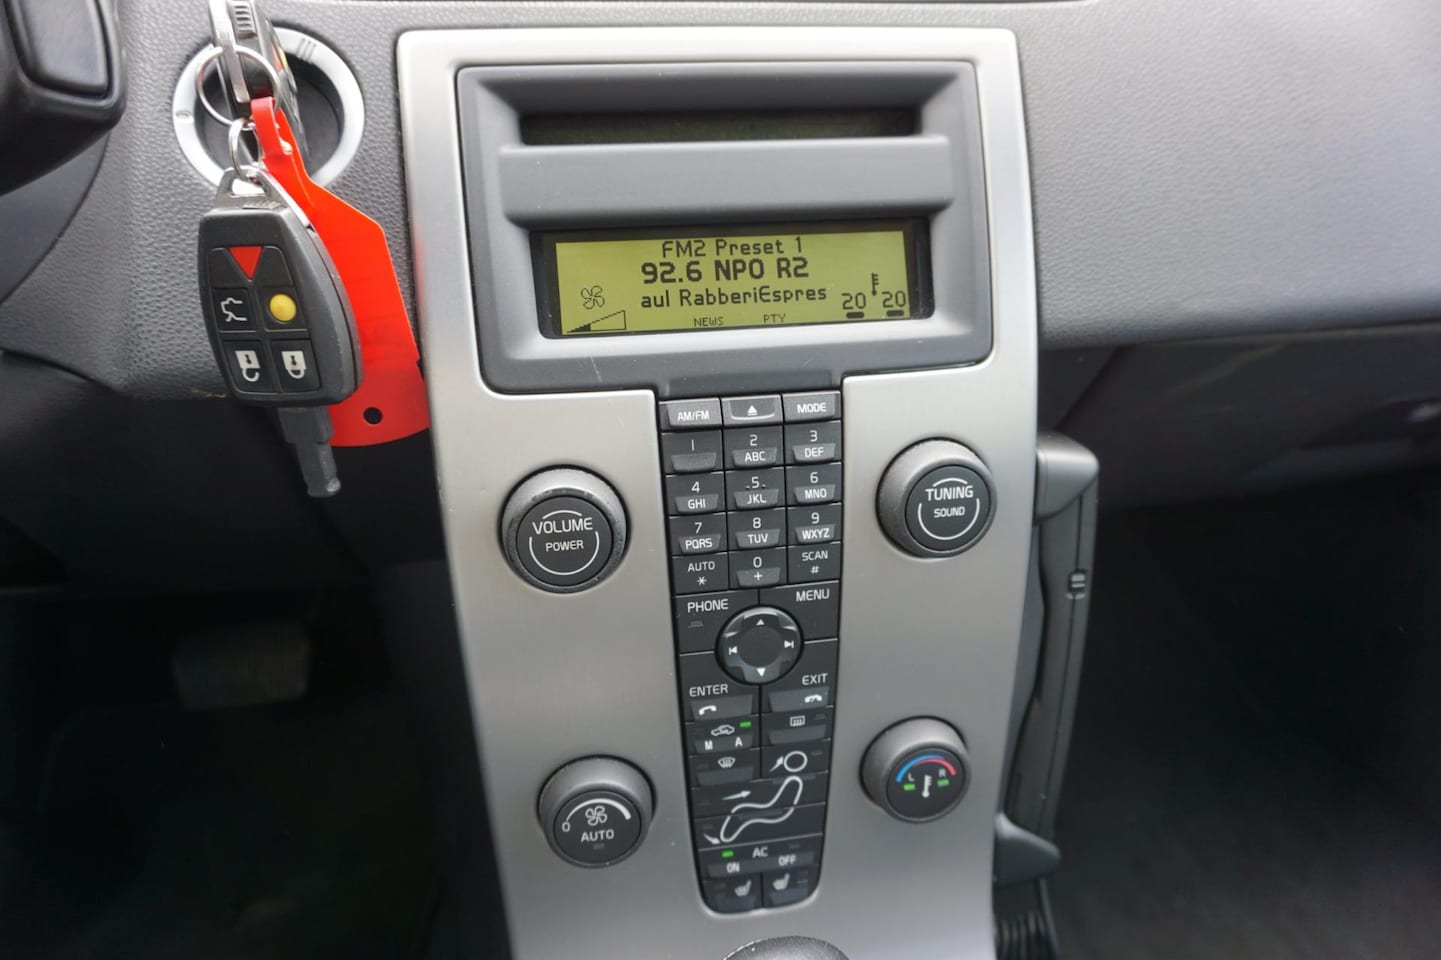 FM2 Preset 1
92.6 NPO R2
aul RabberiEspres
20 20
NEWS PTY
AM/FM MODE
1 2 ABC 3 DEF
4 GHI 5 JKL 6 MNO
7 PQRS 8 TUV 9 WXYZ
AUTO * 0 + SCAN #
VOLUME
POWER
TUNING
SOUND
PHONE MENU
ENTER EXIT
M A
L R
0 AUTO
AC
ON OFF